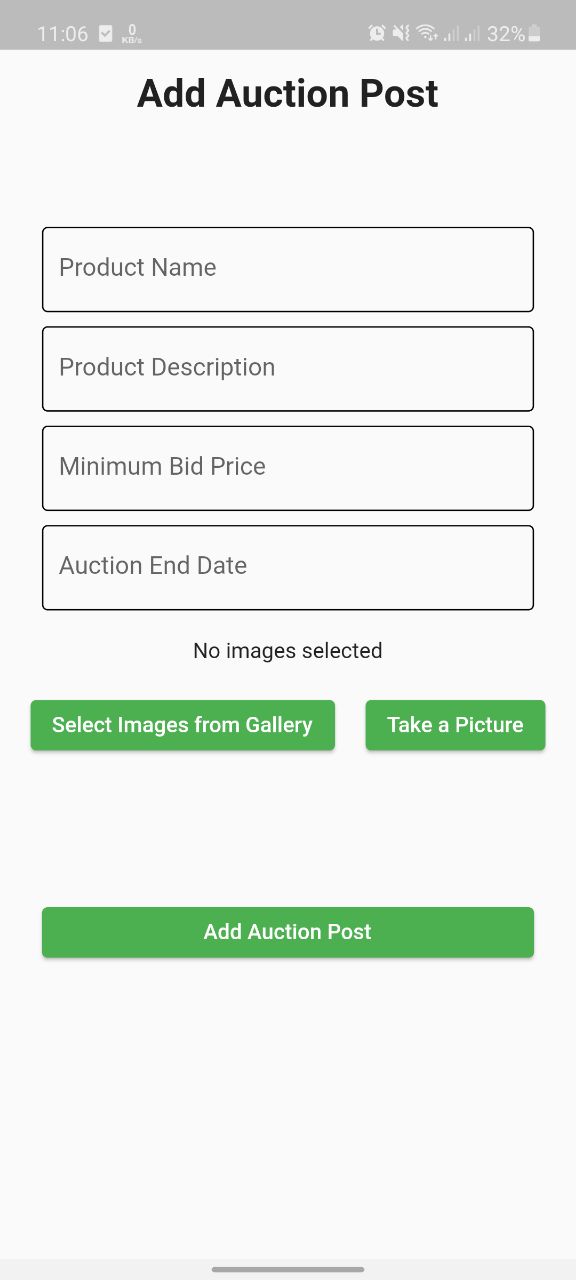 11:06 0 KB/s 32%
Add Auction Post
Product Name
Product Description
Minimum Bid Price
Auction End Date
No images selected
Select Images from Gallery Take a Picture
Add Auction Post